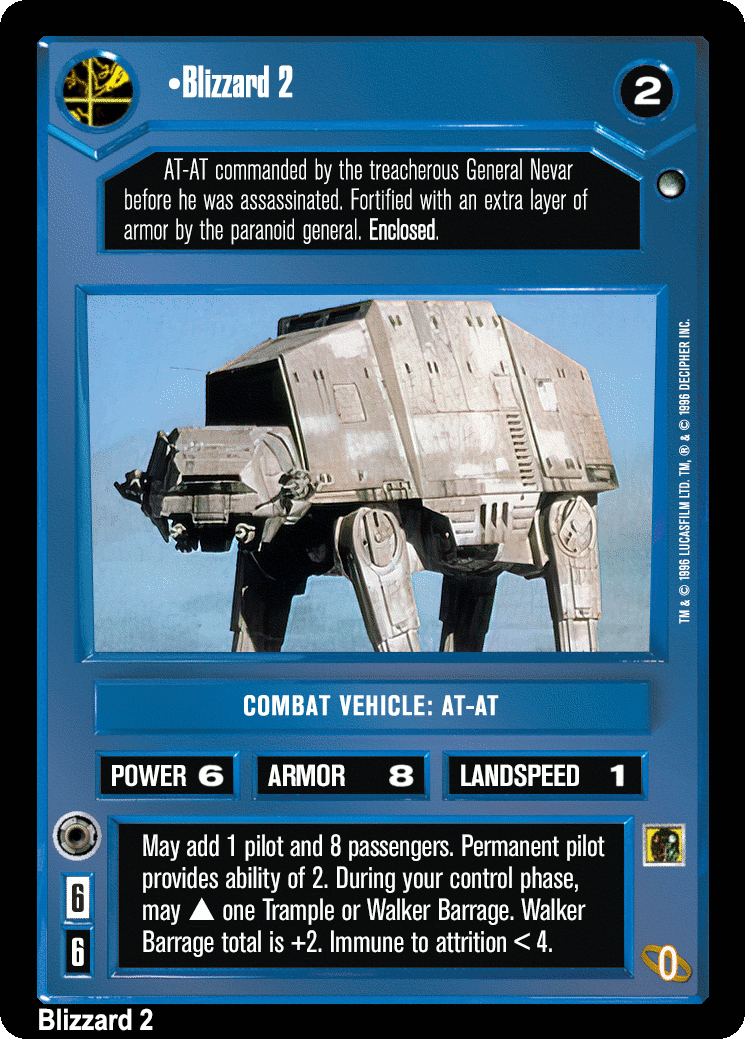 •Blizzard 2
2
AT-AT commanded by the treacherous General Nevar
before he was assassinated. Fortified with an extra layer of
armor by the paranoid general. Enclosed.
TM & © 1996 LUCASFILM LTD. TM, ® & © 1996 DECIPHER INC.
COMBAT VEHICLE: AT-AT
POWER 6
ARMOR 8
LANDSPEED 1
May add 1 pilot and 8 passengers. Permanent pilot
provides ability of 2. During your control phase,
may ▲ one Trample or Walker Barrage. Walker
Barrage total is +2. Immune to attrition < 4.
6
6
0
Blizzard 2